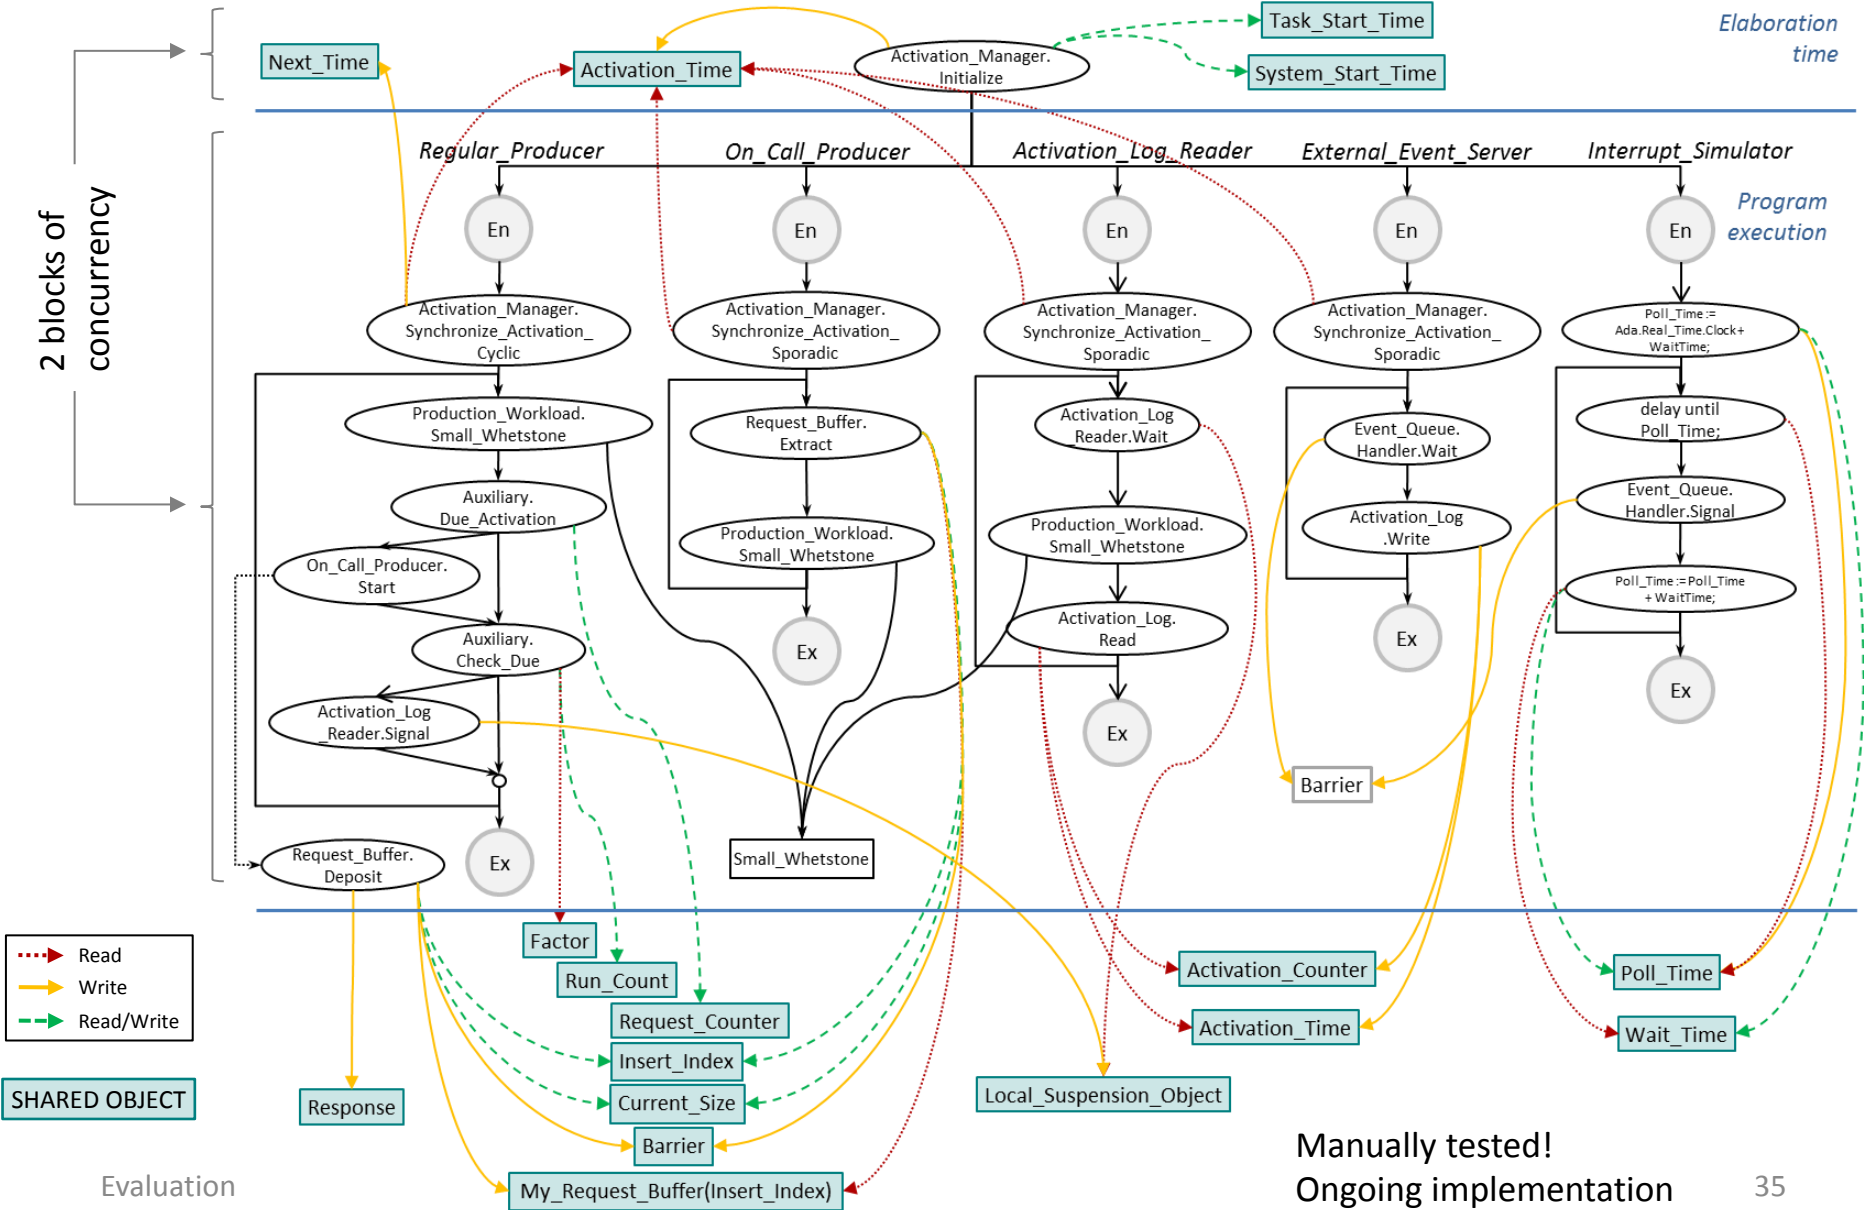 Task_Start_Time
Elaboration
time
Next_Time
Activation_Time
Activation_Manager.
Initialize
System_Start_Time
2 blocks of
concurrency
Regular_Producer
On_Call_Producer
Activation_Log_Reader
External_Event_Server
Interrupt_Simulator
En
En
En
En
En
Program
execution
Activation_Manager.
Synchronize_Activation_
Cyclic
Activation_Manager.
Synchronize_Activation_
Sporadic
Activation_Manager.
Synchronize_Activation_
Sporadic
Activation_Manager.
Synchronize_Activation_
Sporadic
Poll_Time :=
Ada.Real_Time.Clock+
WaitTime;
Production_Workload.
Small_Whetstone
Request_Buffer.
Extract
Activation_Log
_Reader.Wait
Event_Queue.
Handler.Wait
delay until
Poll_Time;
Auxiliary.
Due_Activation
Production_Workload.
Small_Whetstone
Production_Workload.
Small_Whetstone
Activation_Log
.Write
Event_Queue.
Handler.Signal
On_Call_Producer.
Start
Poll_Time :=Poll_Time
+ WaitTime;
Auxiliary.
Check_Due
Ex
Activation_Log.
Read
Ex
Ex
Activation_Log
_Reader.Signal
Ex
Barrier
Request_Buffer.
Deposit
Ex
Small_Whetstone
Read
Write
Read/Write
SHARED OBJECT
Factor
Run_Count
Request_Counter
Insert_Index
Current_Size
Barrier
My_Request_Buffer(Insert_Index)
Response
Activation_Counter
Activation_Time
Local_Suspension_Object
Poll_Time
Wait_Time
Manually tested!
Ongoing implementation
Evaluation
35